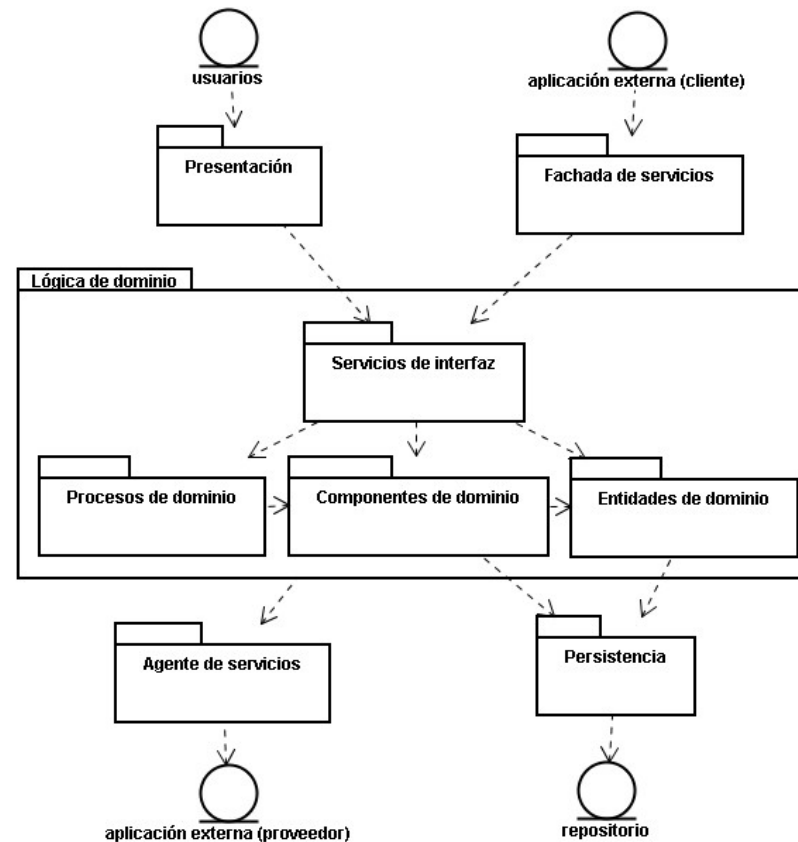 usuarios
aplicación externa (cliente)
Presentación
Fachada de servicios
Lógica de dominio
Servicios de interfaz
Procesos de dominio
Componentes de dominio
Entidades de dominio
Agente de servicios
Persistencia
aplicación externa (proveedor)
repositorio